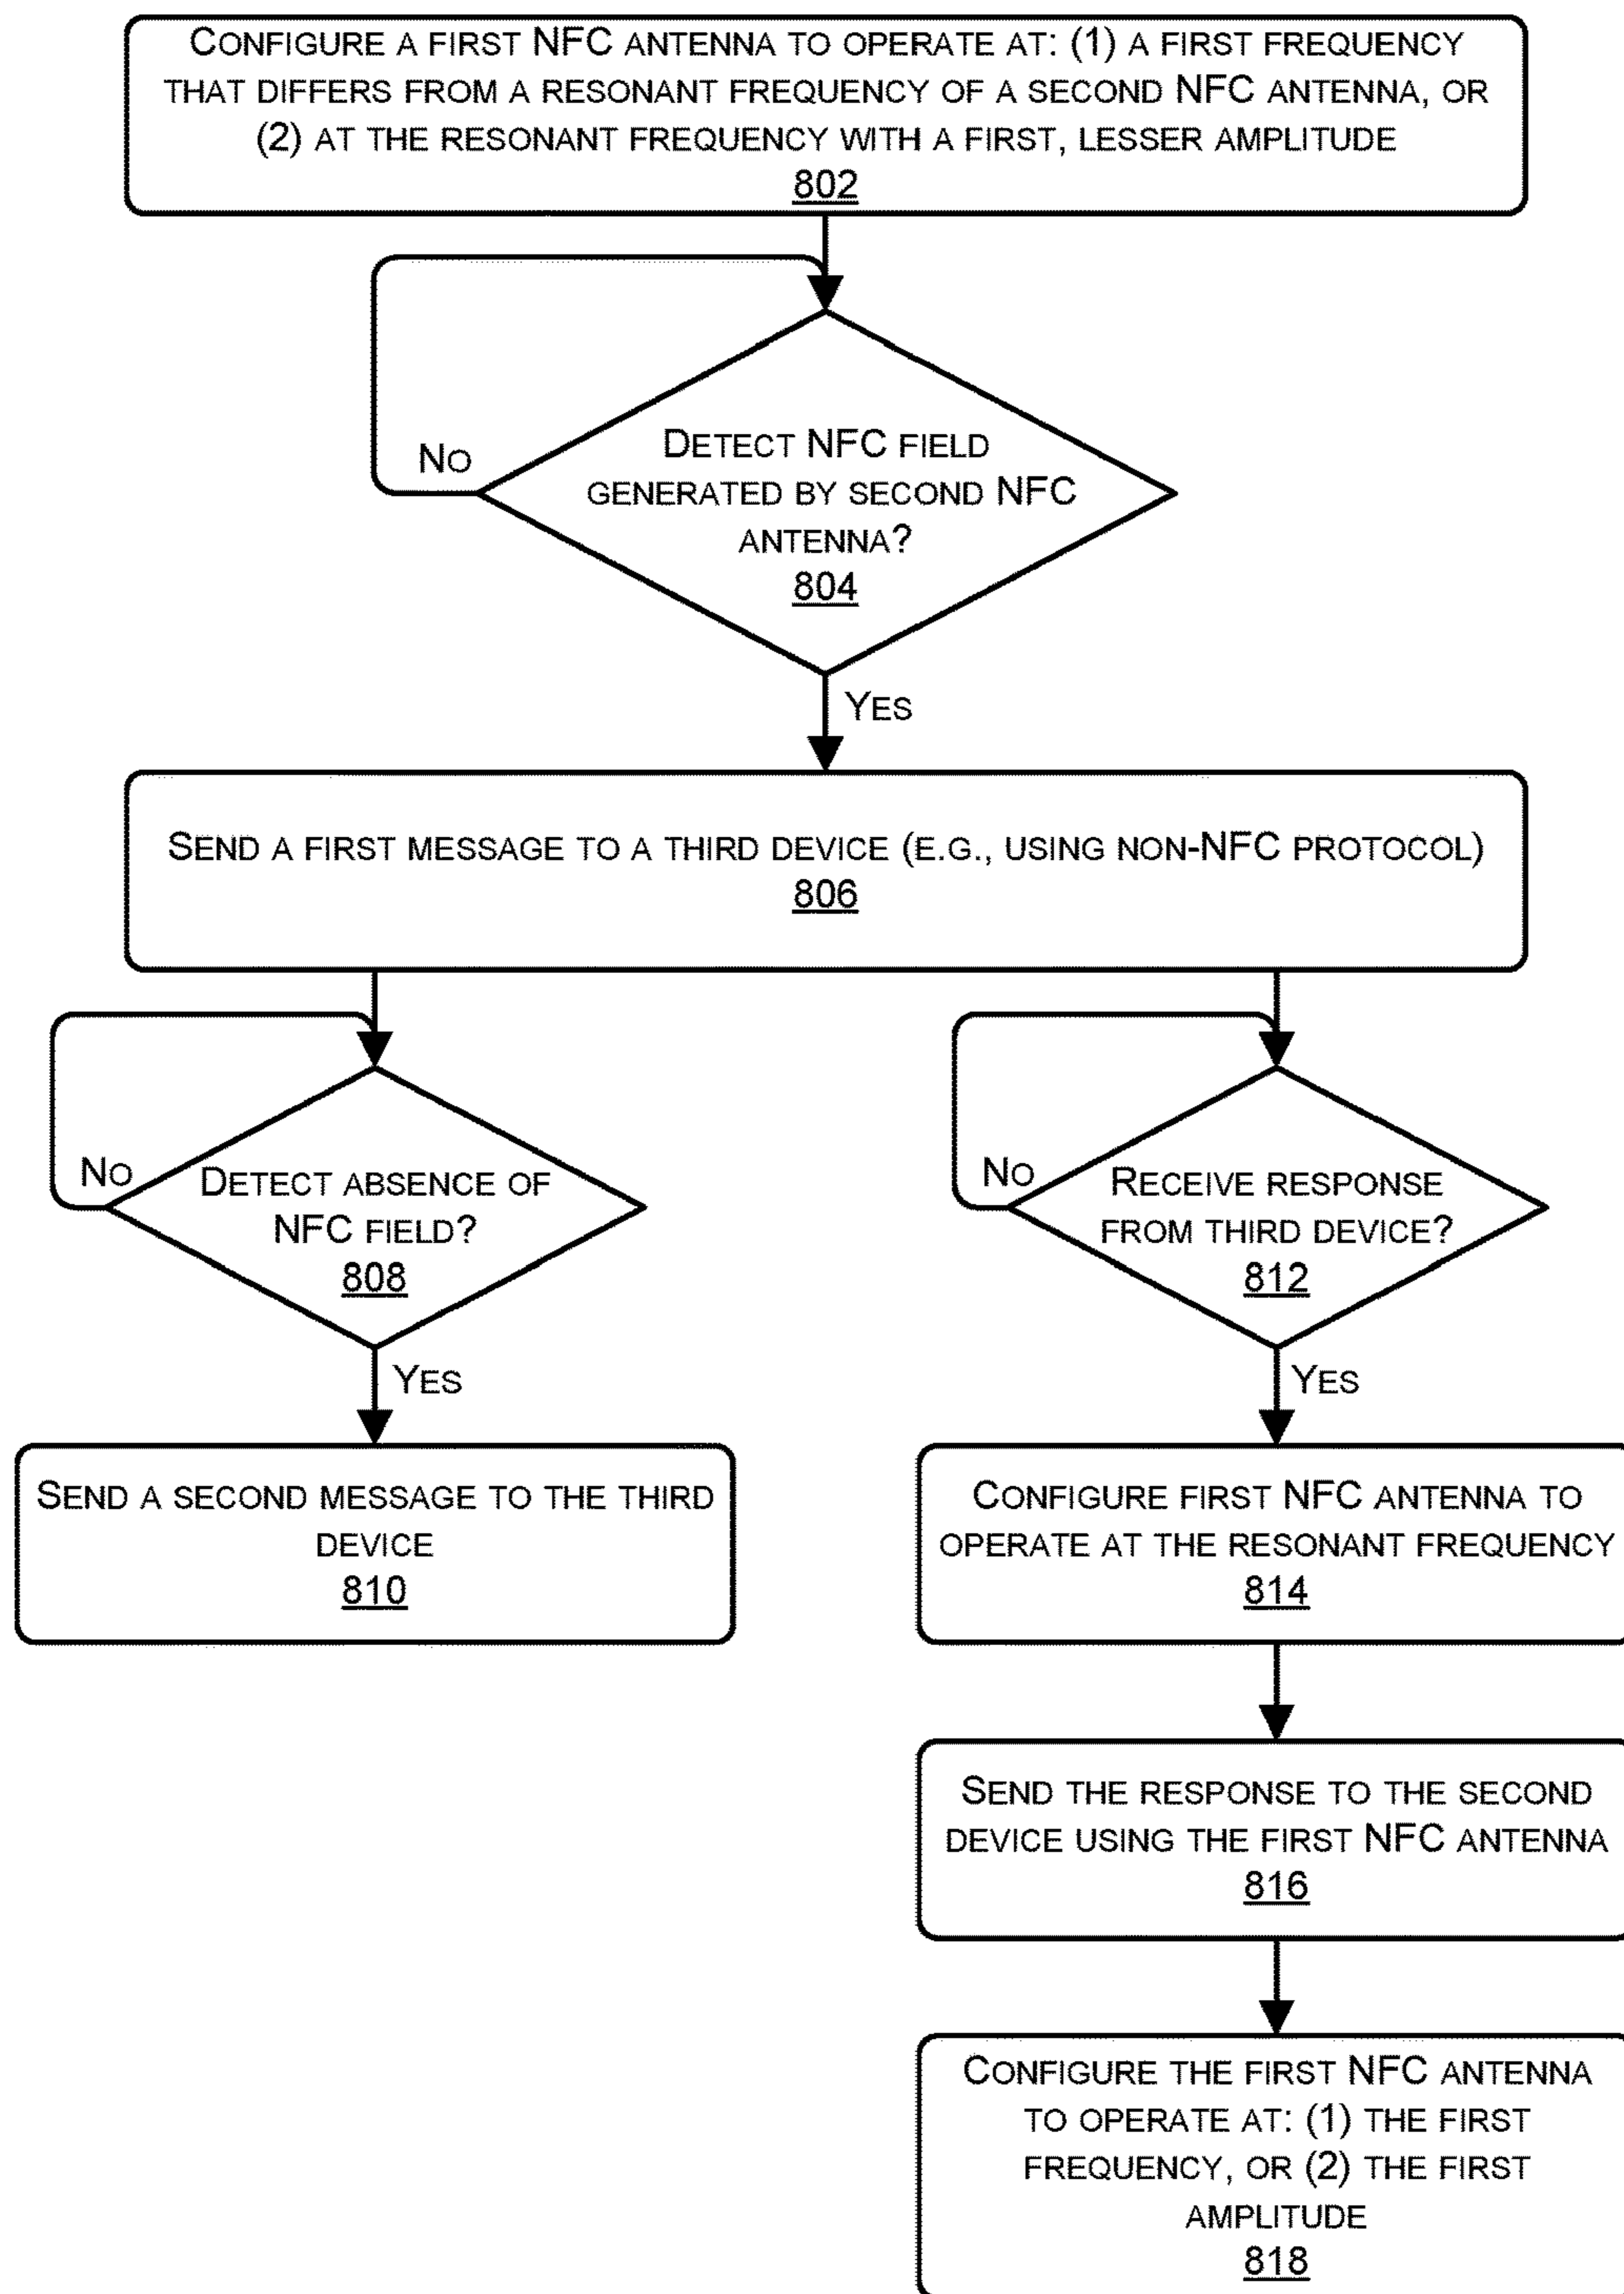 CONFIGURE A FIRST NFC ANTENNA TO OPERATE AT: (1) A FIRST FREQUENCY
THAT DIFFERS FROM A RESONANT FREQUENCY OF A SECOND NFC ANTENNA, OR
(2) AT THE RESONANT FREQUENCY WITH A FIRST, LESSER AMPLITUDE
802
NO
DETECT NFC FIELD
GENERATED BY SECOND NFC
ANTENNA?
804
YES
SEND A FIRST MESSAGE TO A THIRD DEVICE (E.G., USING NON-NFC PROTOCOL)
806
NO
DETECT ABSENCE OF
NFC FIELD?
808
YES
SEND A SECOND MESSAGE TO THE THIRD
DEVICE
810
NO
RECEIVE RESPONSE
FROM THIRD DEVICE?
812
YES
CONFIGURE FIRST NFC ANTENNA TO
OPERATE AT THE RESONANT FREQUENCY
814
SEND THE RESPONSE TO THE SECOND
DEVICE USING THE FIRST NFC ANTENNA
816
CONFIGURE THE FIRST NFC ANTENNA
TO OPERATE AT: (1) THE FIRST
FREQUENCY, OR (2) THE FIRST
AMPLITUDE
818